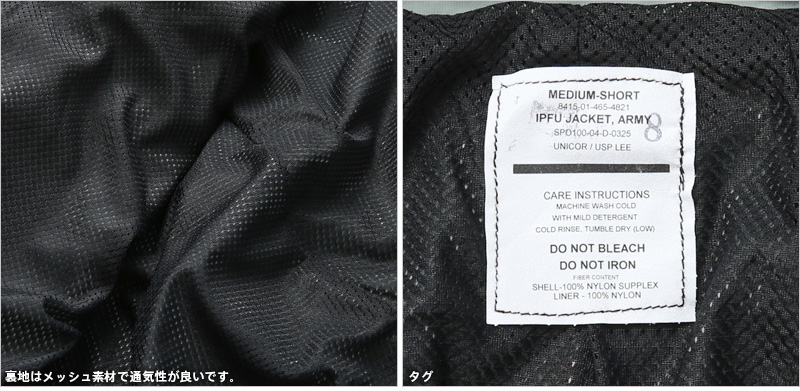 裏地はメッシュ素材で通気性が良いです。
MEDIUM-SHORT
8415-01-465-4821
IPFU JACKET, ARMY
8
SPD100-04-D-0325
UNICOR / USP LEE
CARE INSTRUCTIONS
MACHINE WASH COLD
WITH MILD DETERGENT
COLD RINSE, TUMBLE DRY (LOW)
DO NOT BLEACH
DO NOT IRON
FIBER CONTENT
SHELL-100% NYLON SUPPLEX
LINER - 100% NYLON
タグ